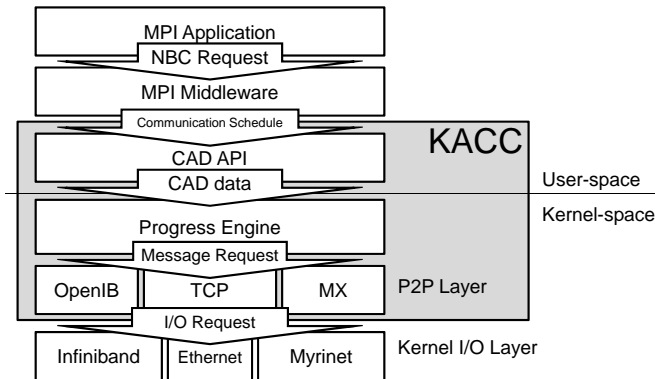 MPI Application
NBC Request
MPI Middleware
Communication Schedule
KACC
CAD API
CAD data
User-space
Kernel-space
Progress Engine
Message Request
OpenIB TCP MX P2P Layer
I/O Request
Infiniband Ethernet Myrinet Kernel I/O Layer